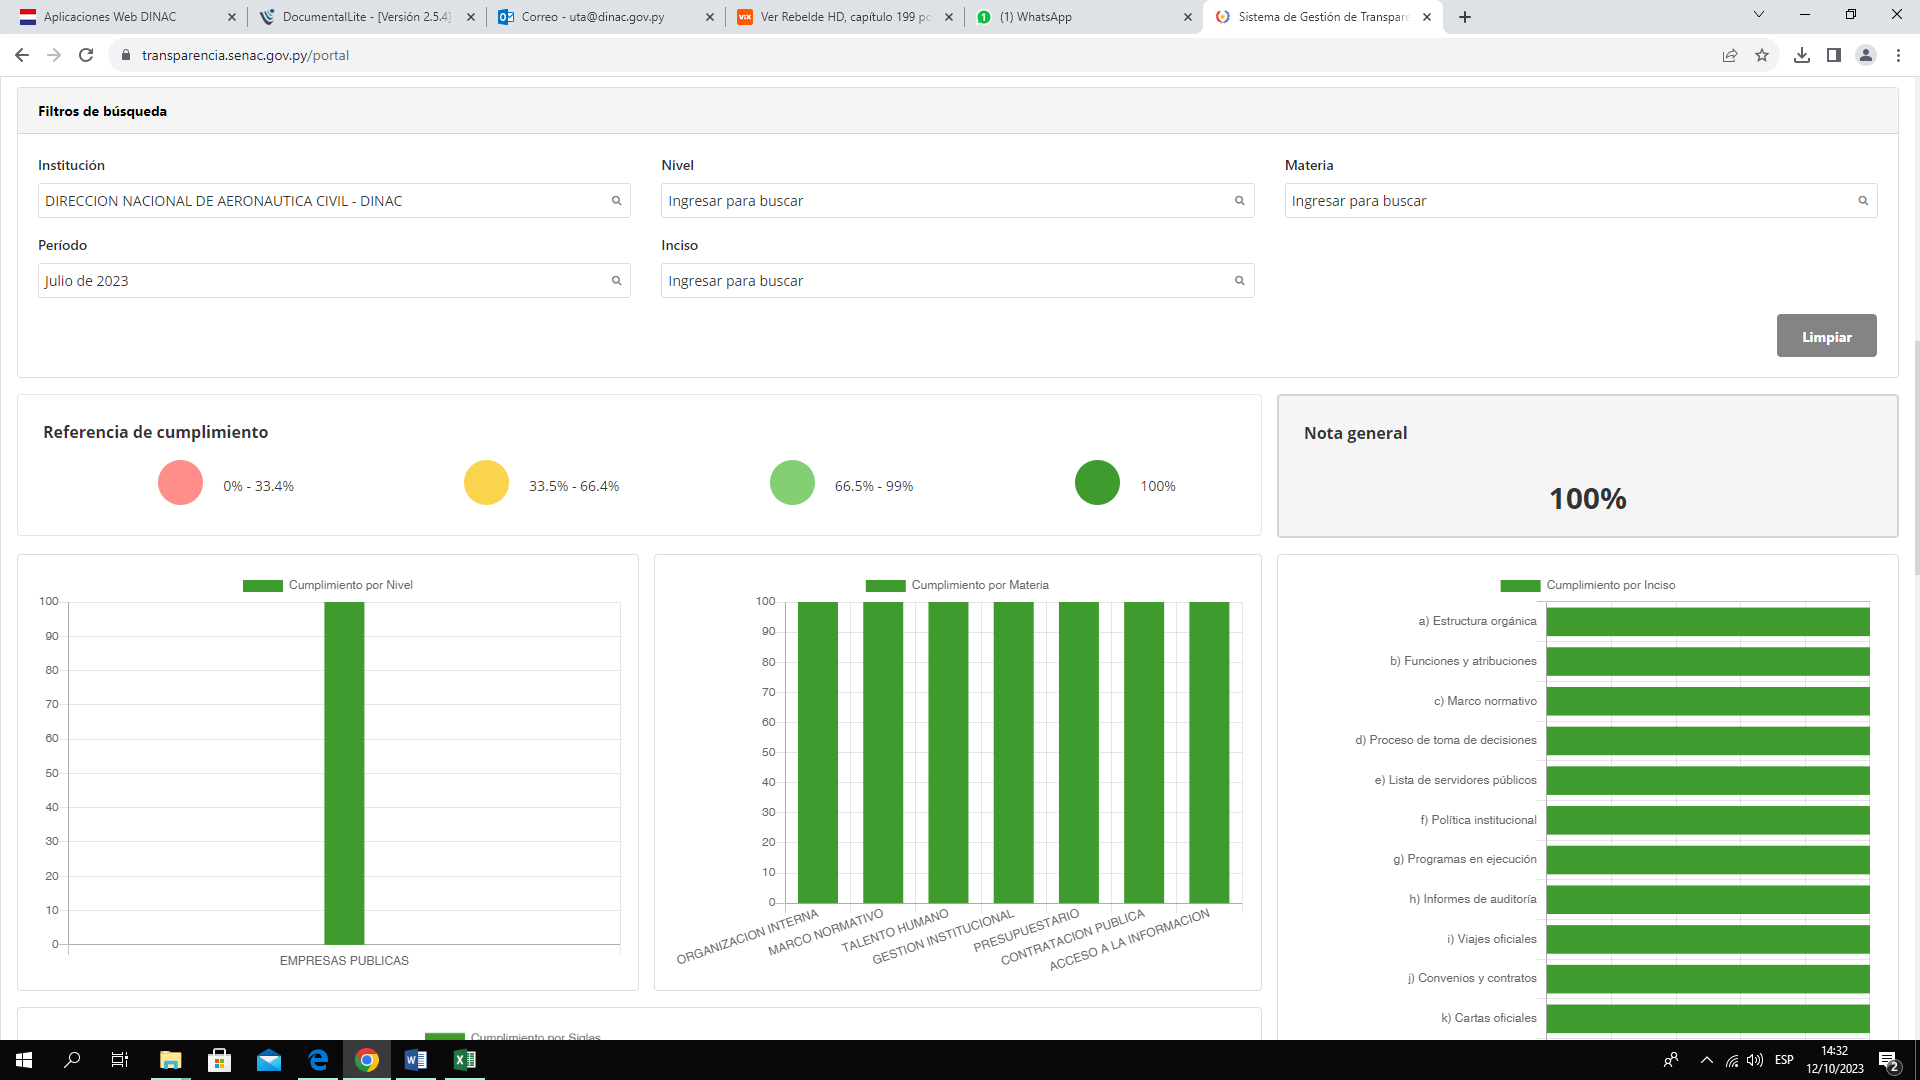 Aplicaciones Web DINAC
DocumentalLite - [Versión 2.5.4]
Correo - uta@dinac.gov.py
Ver Rebelde HD, capítulo 199 po
(1) WhatsApp
Sistema de Gestión de Transpare
transparencia.senac.gov.py/portal
Filtros de búsqueda
Institución
Nivel
Materia
DIRECCION NACIONAL DE AERONAUTICA CIVIL - DINAC
Ingresar para buscar
Ingresar para buscar
Período
Inciso
Julio de 2023
Ingresar para buscar
Limpiar
Referencia de cumplimiento
0% - 33.4%
33.5% - 66.4%
66.5% - 99%
100%
Nota general
100%
Cumplimiento por Nivel
100
90
80
70
60
50
40
30
20
10
0
EMPRESAS PUBLICAS
Cumplimiento por Materia
100
90
80
70
60
50
40
30
20
10
0
ORGANIZACION INTERNA
MARCO NORMATIVO
TALENTO HUMANO
GESTION INSTITUCIONAL
PRESUPUESTARIO
CONTRATACION PUBLICA
ACCESO A LA INFORMACION
Cumplimiento por Inciso
a) Estructura orgánica
b) Funciones y atribuciones
c) Marco normativo
d) Proceso de toma de decisiones
e) Lista de servidores públicos
f) Política institucional
g) Programas en ejecución
h) Informes de auditoría
i) Viajes oficiales
j) Convenios y contratos
k) Cartas oficiales
Cumplimiento por Siglas
ESP
14:32
12/10/2023
2